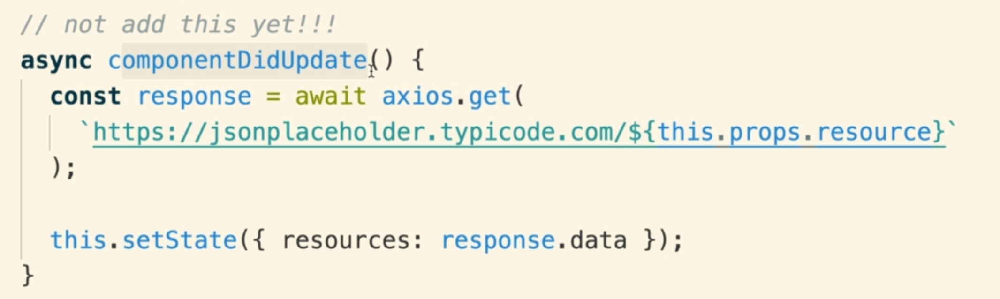 // not add this yet!!!
async componentDidUpdate() {
const response = await axios.get(
`https://jsonplaceholder.typicode.com/${this.props.resource}`
);
this.setState({ resources: response.data });
}